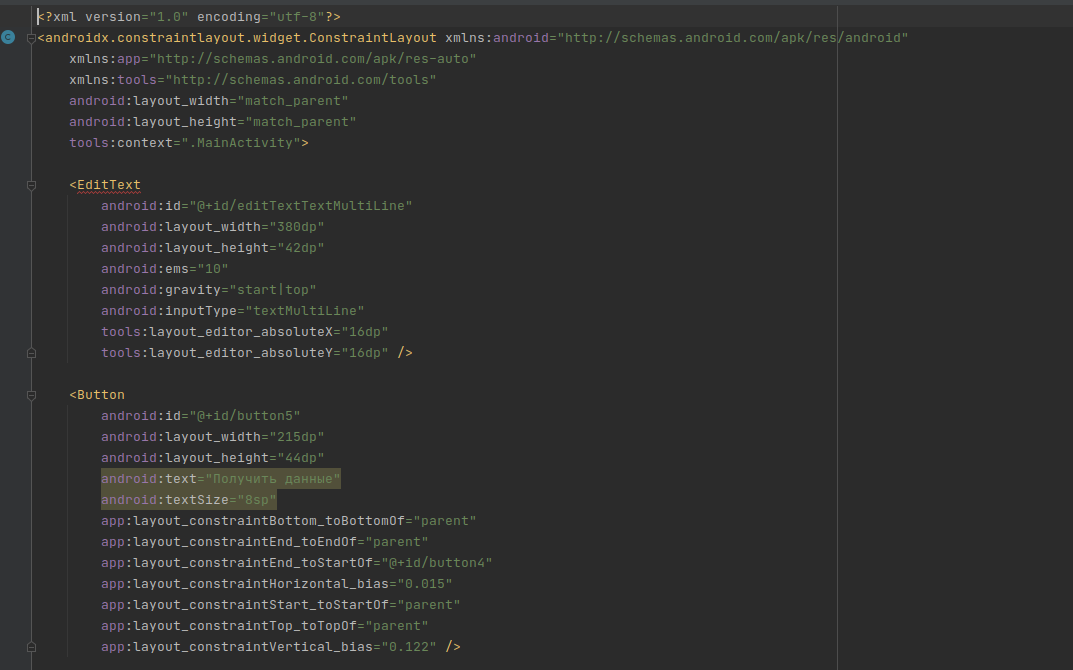 <?xml version="1.0" encoding="utf-8"?>
<androidx.constraintlayout.widget.ConstraintLayout xmlns:android="http://schemas.android.com/apk/res/android"
    xmlns:app="http://schemas.android.com/apk/res-auto"
    xmlns:tools="http://schemas.android.com/tools"
    android:layout_width="match_parent"
    android:layout_height="match_parent"
    tools:context=".MainActivity">

    <EditText
        android:id="@+id/editTextTextMultiLine"
        android:layout_width="380dp"
        android:layout_height="42dp"
        android:ems="10"
        android:gravity="start|top"
        android:inputType="textMultiLine"
        tools:layout_editor_absoluteX="16dp"
        tools:layout_editor_absoluteY="16dp" />

    <Button
        android:id="@+id/button5"
        android:layout_width="215dp"
        android:layout_height="44dp"
        android:text="Получить данные"
        android:textSize="8sp"
        app:layout_constraintBottom_toBottomOf="parent"
        app:layout_constraintEnd_toEndOf="parent"
        app:layout_constraintEnd_toStartOf="@+id/button4"
        app:layout_constraintHorizontal_bias="0.015"
        app:layout_constraintStart_toStartOf="parent"
        app:layout_constraintTop_toTopOf="parent"
        app:layout_constraintVertical_bias="0.122" />